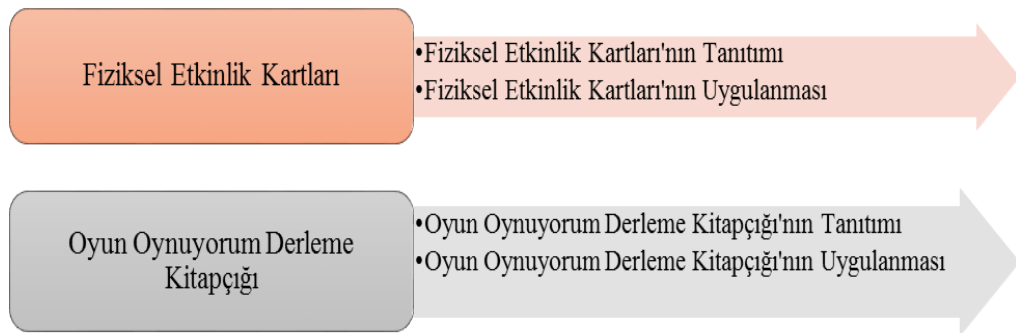 Fiziksel Etkinlik Kartları
•Fiziksel Etkinlik Kartları'nın Tanıtımı
•Fiziksel Etkinlik Kartları'nın Uygulanması
Oyun Oynuyorum Derleme
Kitapçığı
•Oyun Oynuyorum Derleme Kitapçığı'nın Tanıtımı
•Oyun Oynuyorum Derleme Kitapçığı'nın Uygulanması